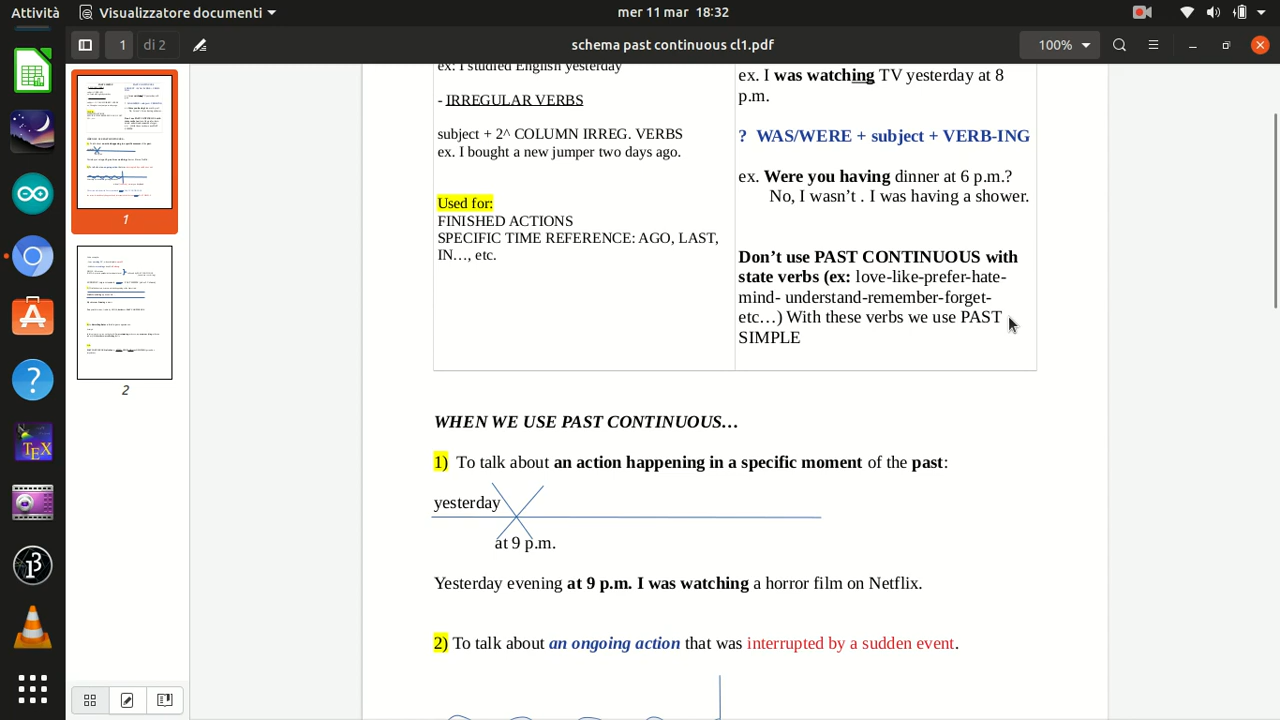 Attività
Visualizzatore documenti
mer 11 mar 18:32
1
di 2
schema past continuous cl1.pdf
100%
1
2
ex: I studied English yesterday
- IRREGULAR VERBS
subject + 2^ COLUMN IRREG. VERBS
ex. I bought a new jumper two days ago.
Used for:
FINISHED ACTIONS
SPECIFIC TIME REFERENCE: AGO, LAST,
IN…, etc.
ex. I was watching TV yesterday at 8
p.m.
? WAS/WERE + subject + VERB-ING
ex. Were you having dinner at 6 p.m.?
No, I wasn’t . I was having a shower.
Don’t use PAST CONTINUOUS with
state verbs (ex: love-like-prefer-hate-
mind- understand-remember-forget-
etc…) With these verbs we use PAST
SIMPLE
WHEN WE USE PAST CONTINUOUS…
1) To talk about an action happening in a specific moment of the past:
yesterday
at 9 p.m.
Yesterday evening at 9 p.m. I was watching a horror film on Netflix.
2) To talk about an ongoing action that was interrupted by a sudden event.